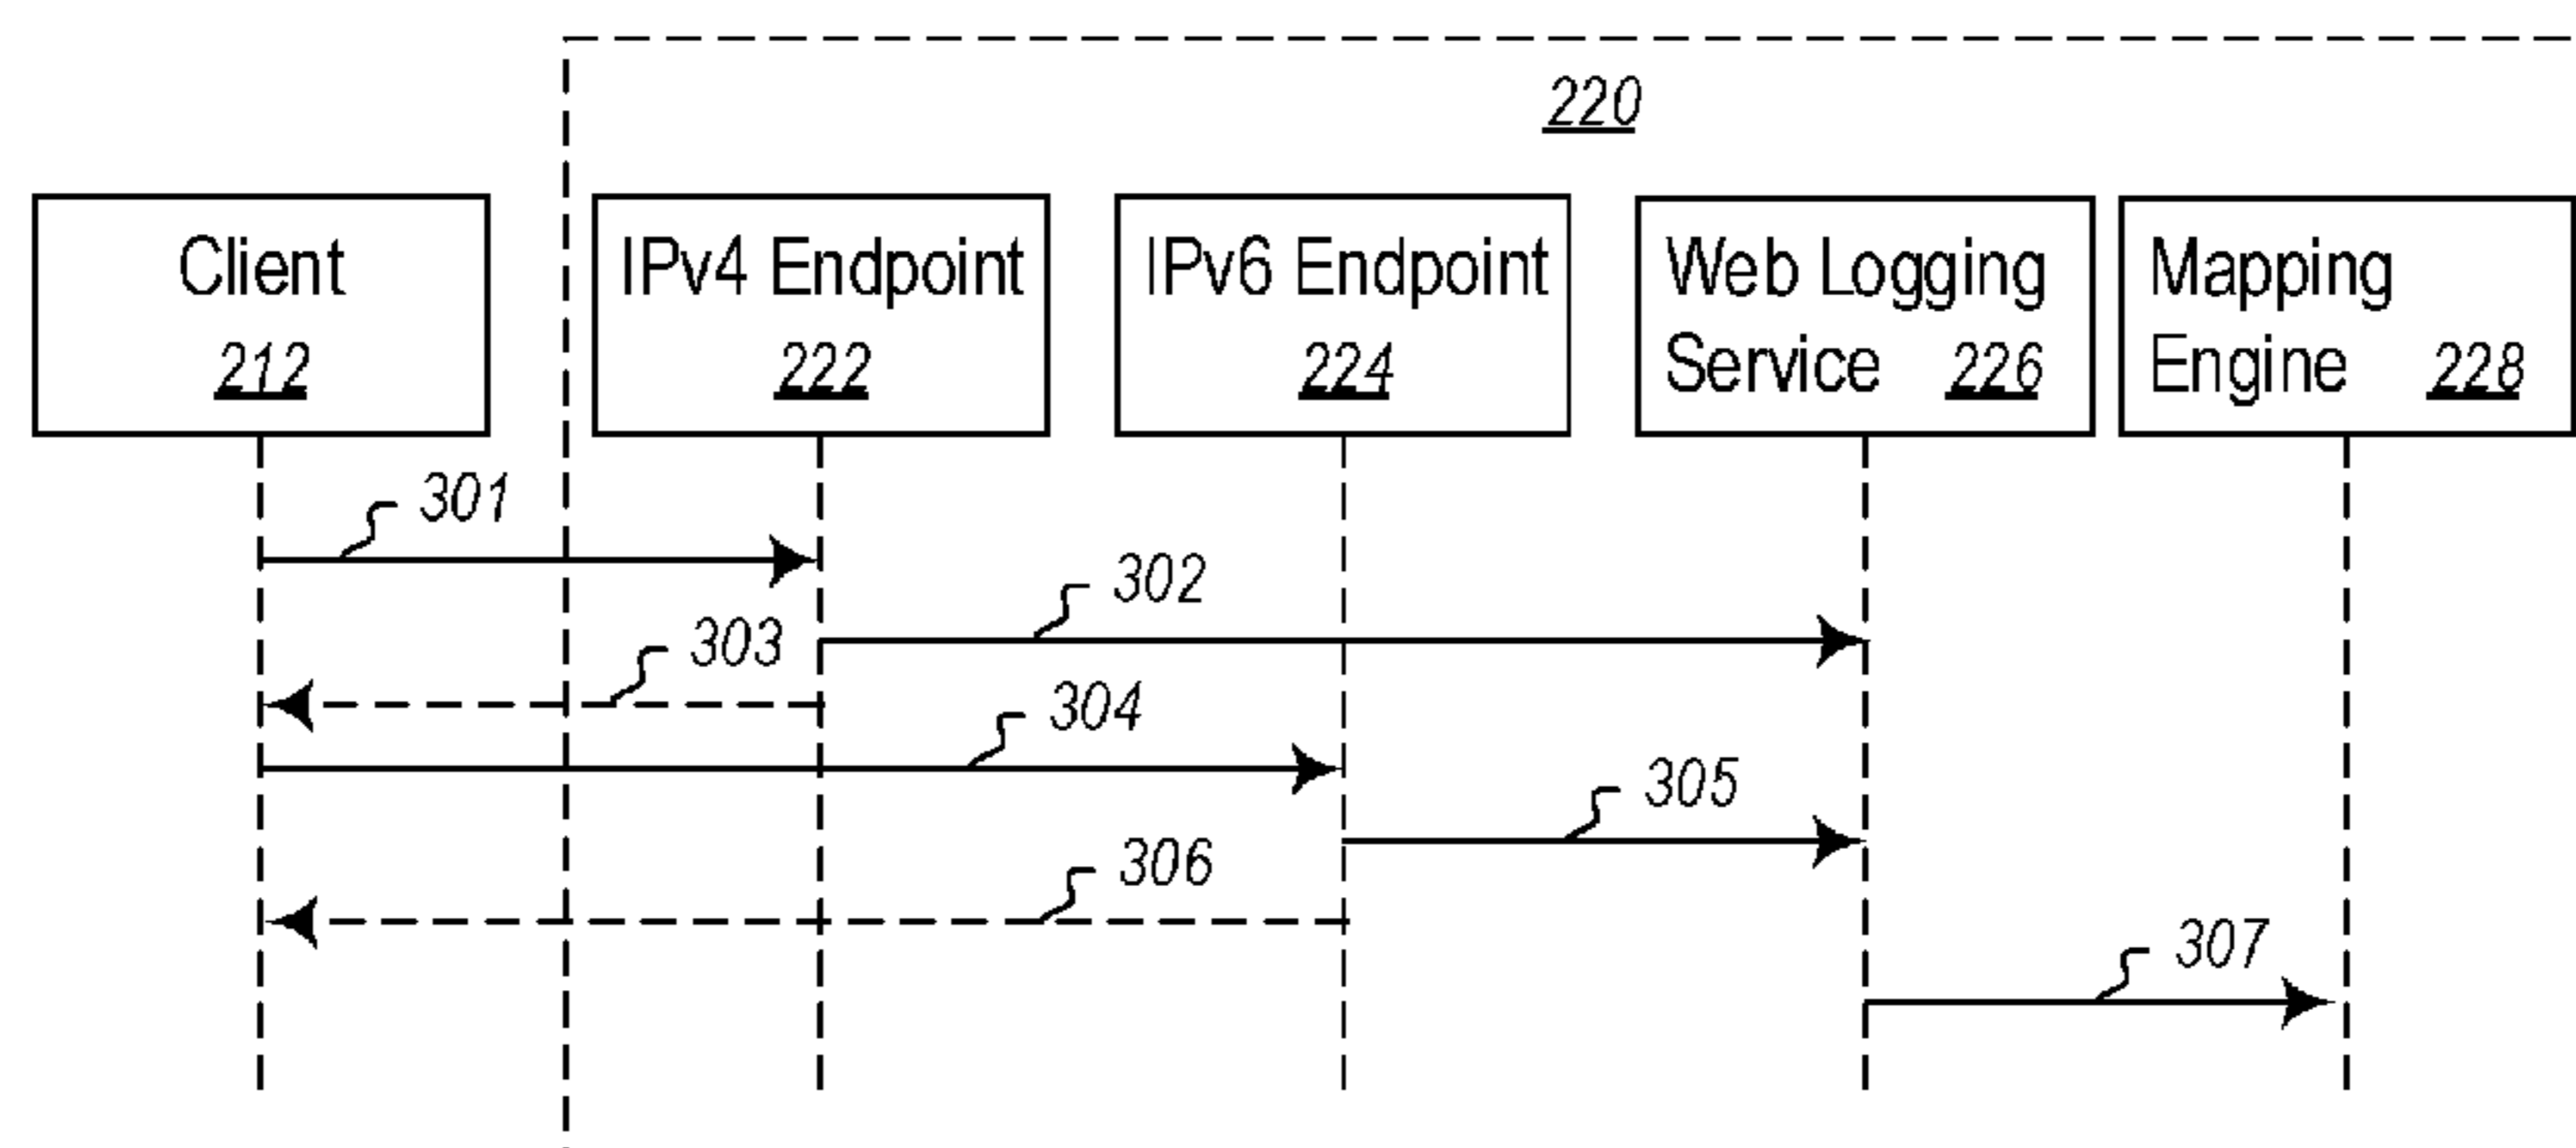 220
Client
212
IPv4 Endpoint
222
IPv6 Endpoint
224
Web Logging
Service 226
Mapping
Engine 228
301
302
303
304
305
306
307